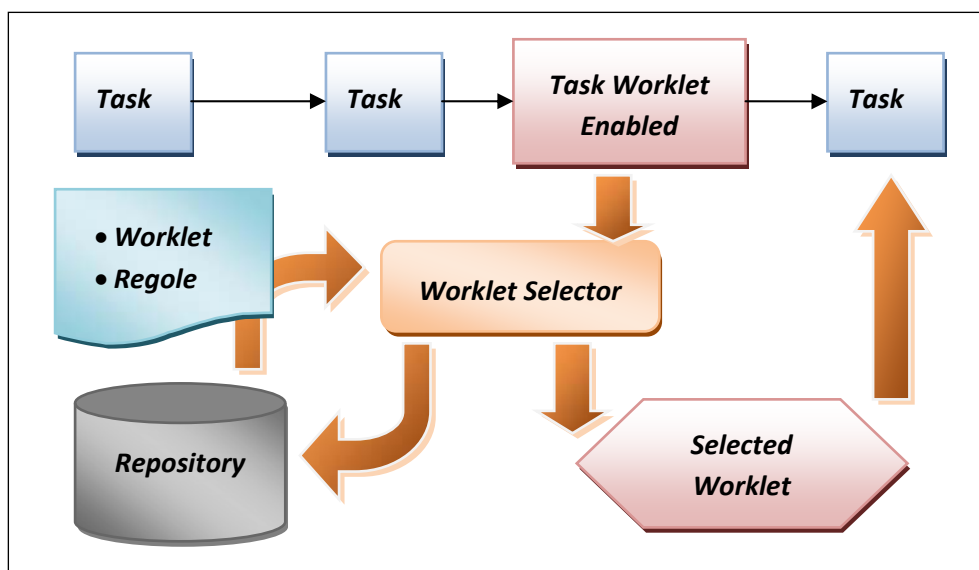 Task
Task
Task Worklet
Enabled
Task
• Worklet
• Regole
Worklet Selector
Repository
Selected
Worklet